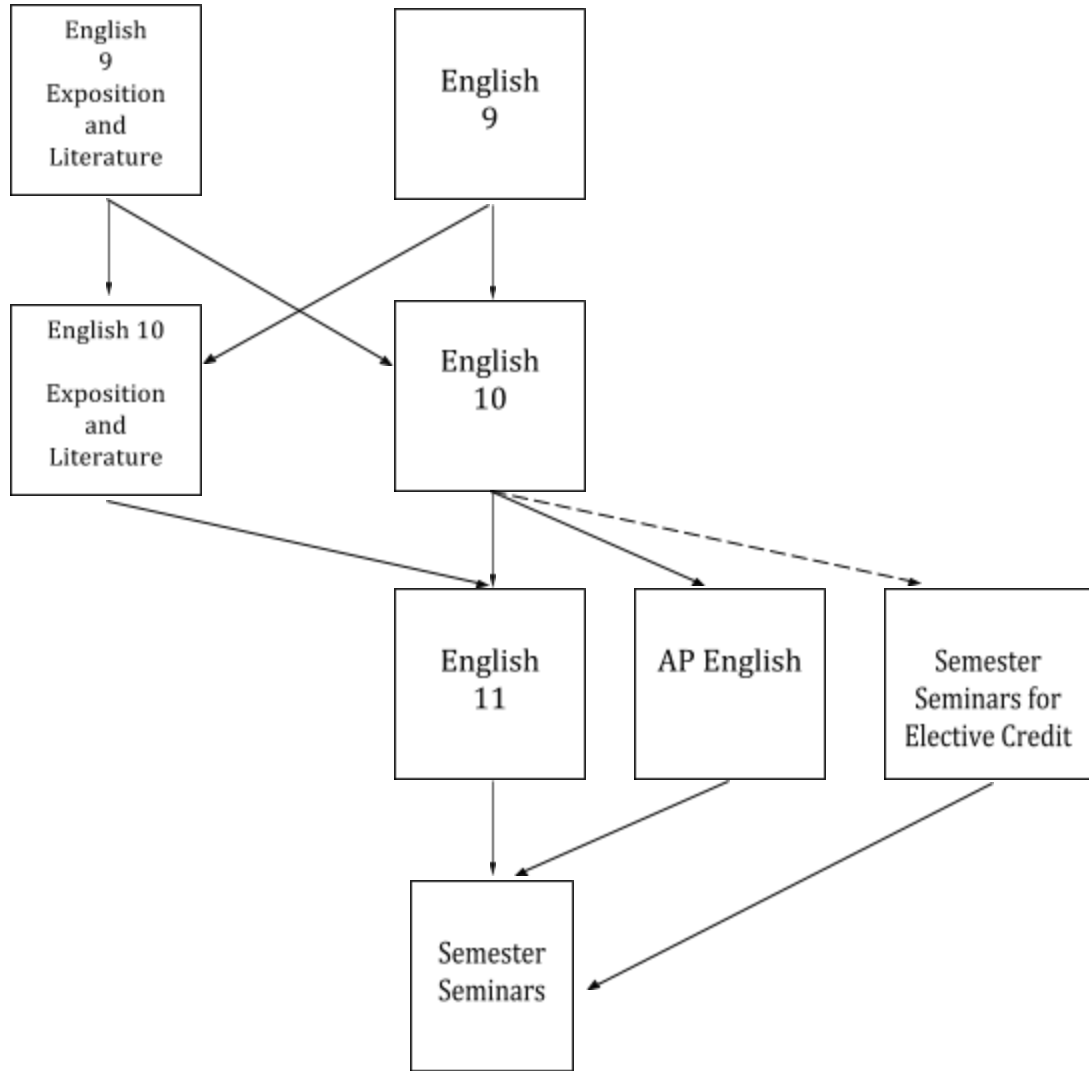 English
9
Exposition
and
Literature
English
9
English 10
Exposition
and
Literature
English
10
English
11
AP English
Semester
Seminars for
Elective Credit
Semester
Seminars